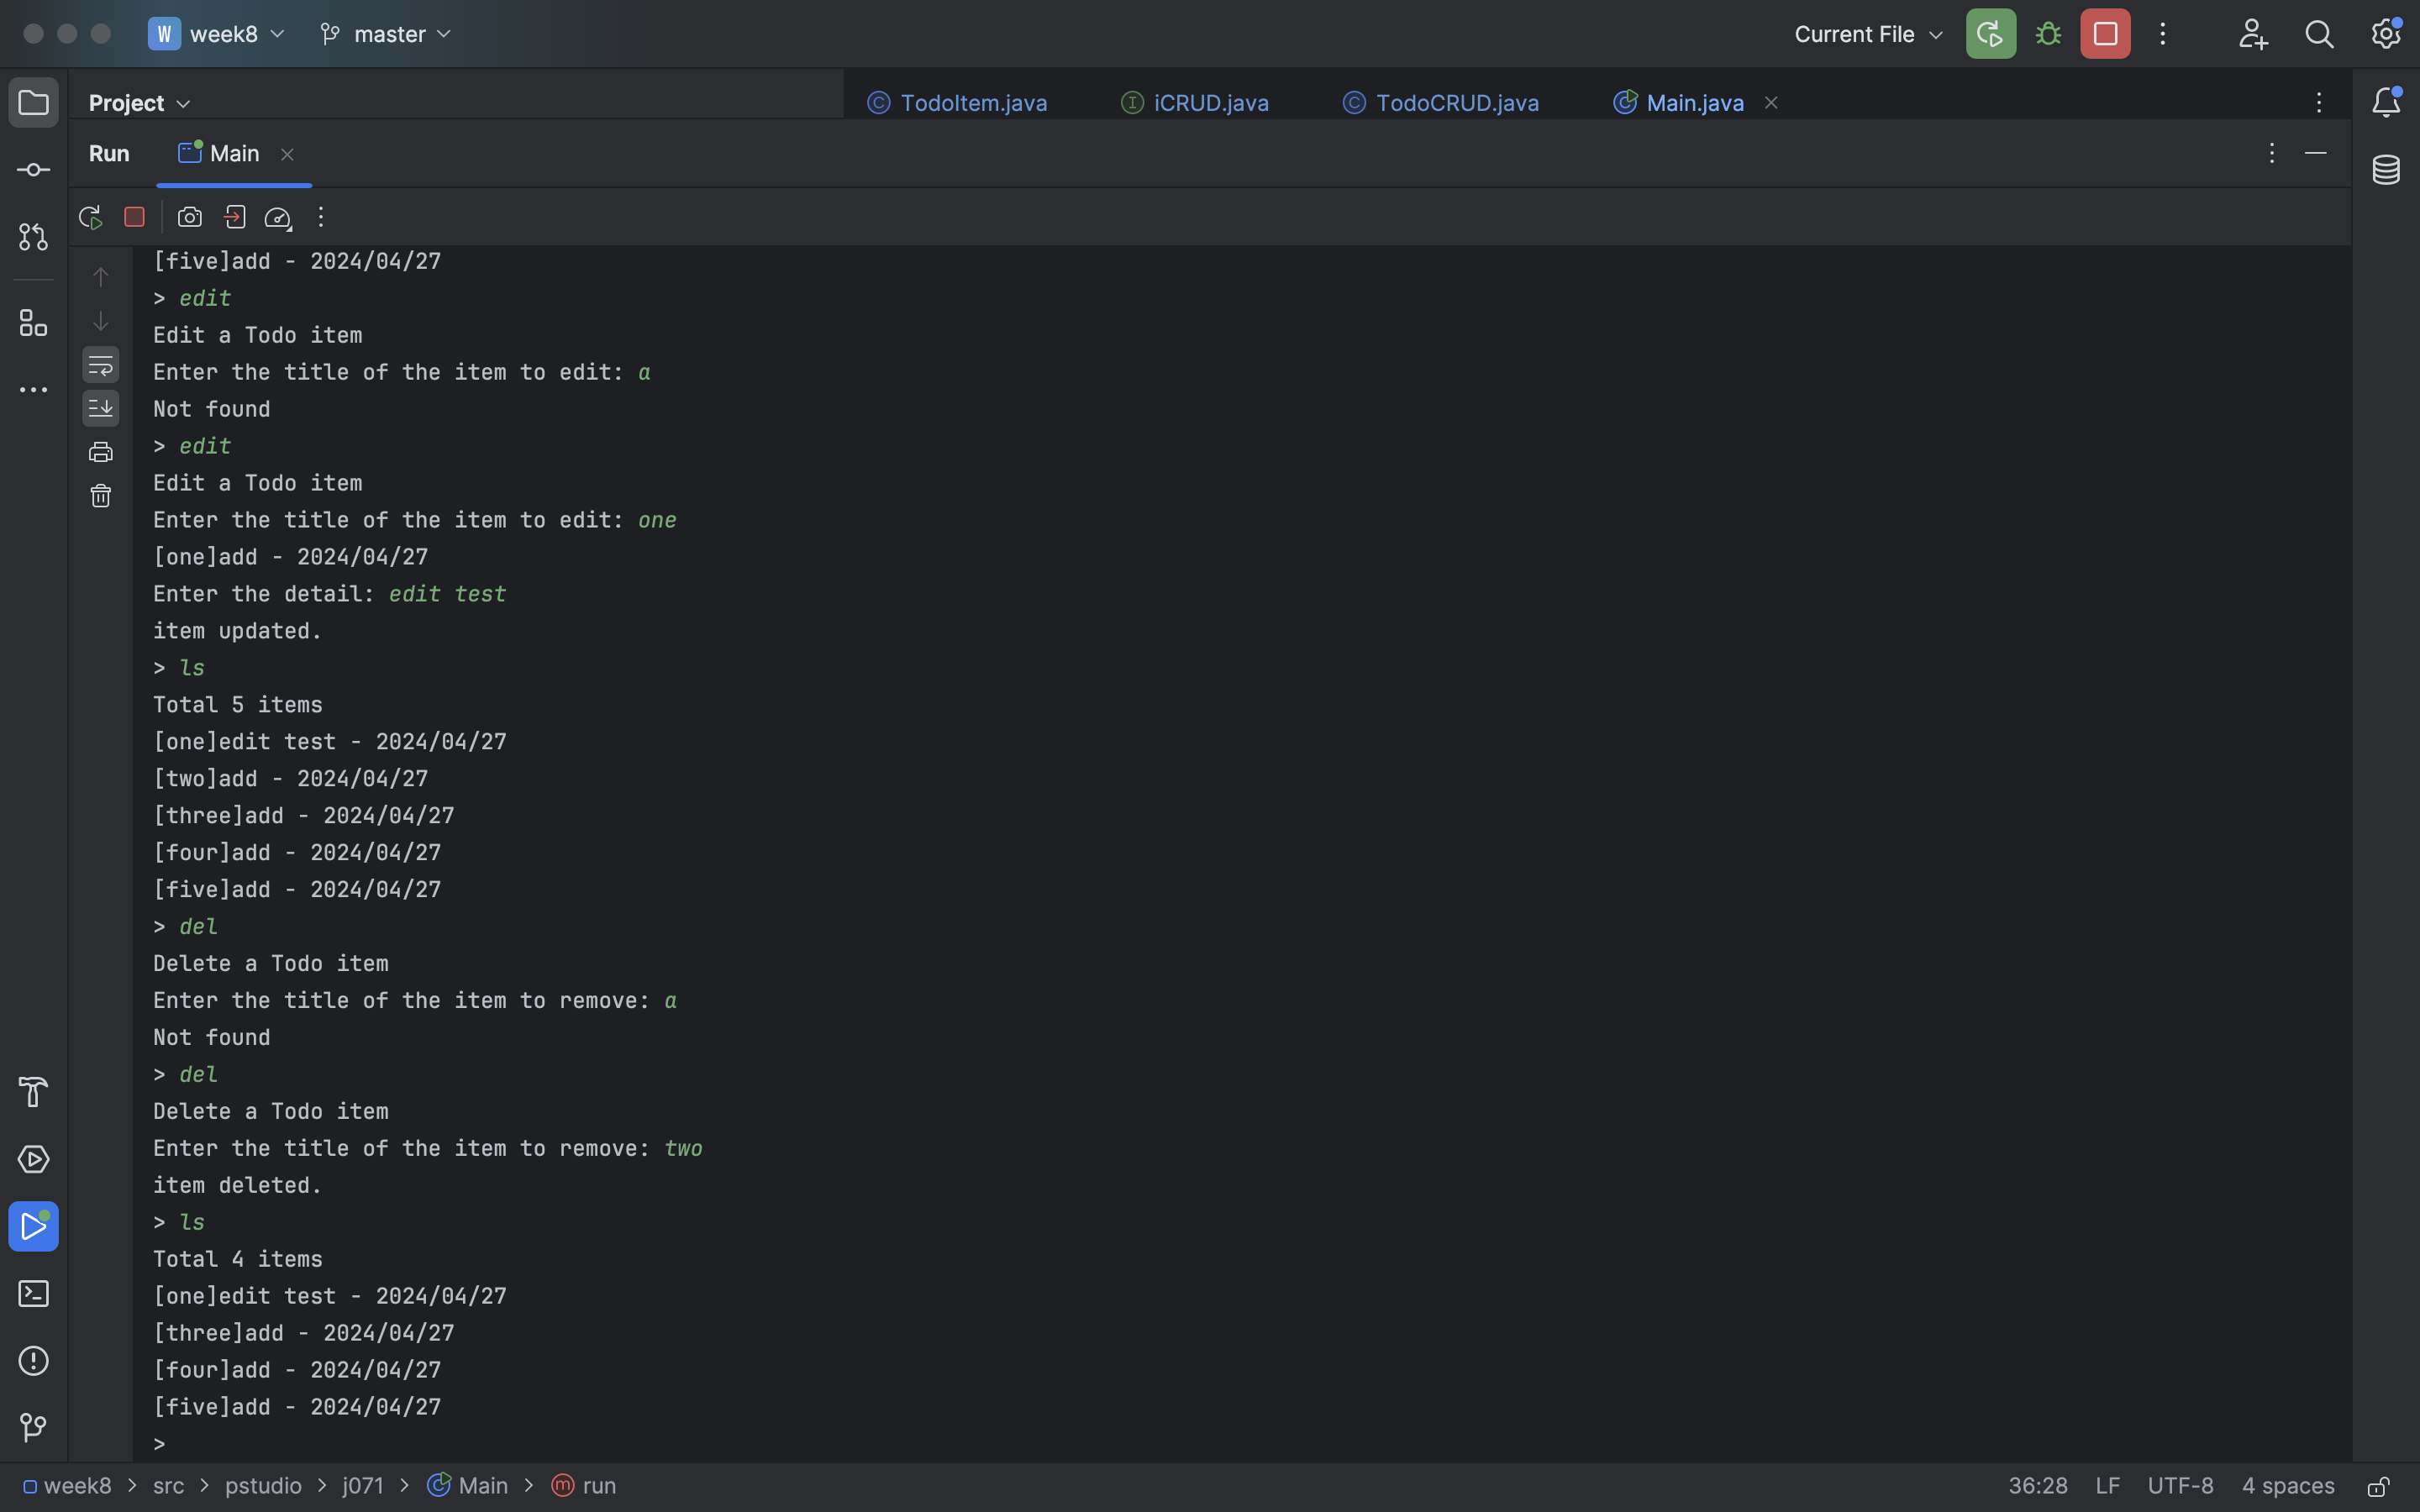 W week8 master Current File
Project TodoItem.java iCRUD.java TodoCRUD.java Main.java
Run Main
[five]add - 2024/04/27
> edit
Edit a Todo item
Enter the title of the item to edit: a
Not found
> edit
Edit a Todo item
Enter the title of the item to edit: one
[one]add - 2024/04/27
Enter the detail: edit test
item updated.
> ls
Total 5 items
[one]edit test - 2024/04/27
[two]add - 2024/04/27
[three]add - 2024/04/27
[four]add - 2024/04/27
[five]add - 2024/04/27
> del
Delete a Todo item
Enter the title of the item to remove: a
Not found
> del
Delete a Todo item
Enter the title of the item to remove: two
item deleted.
> ls
Total 4 items
[one]edit test - 2024/04/27
[three]add - 2024/04/27
[four]add - 2024/04/27
[five]add - 2024/04/27
>
week8 > src > pstudio > j071 > Main > run 36:28 LF UTF-8 4 spaces